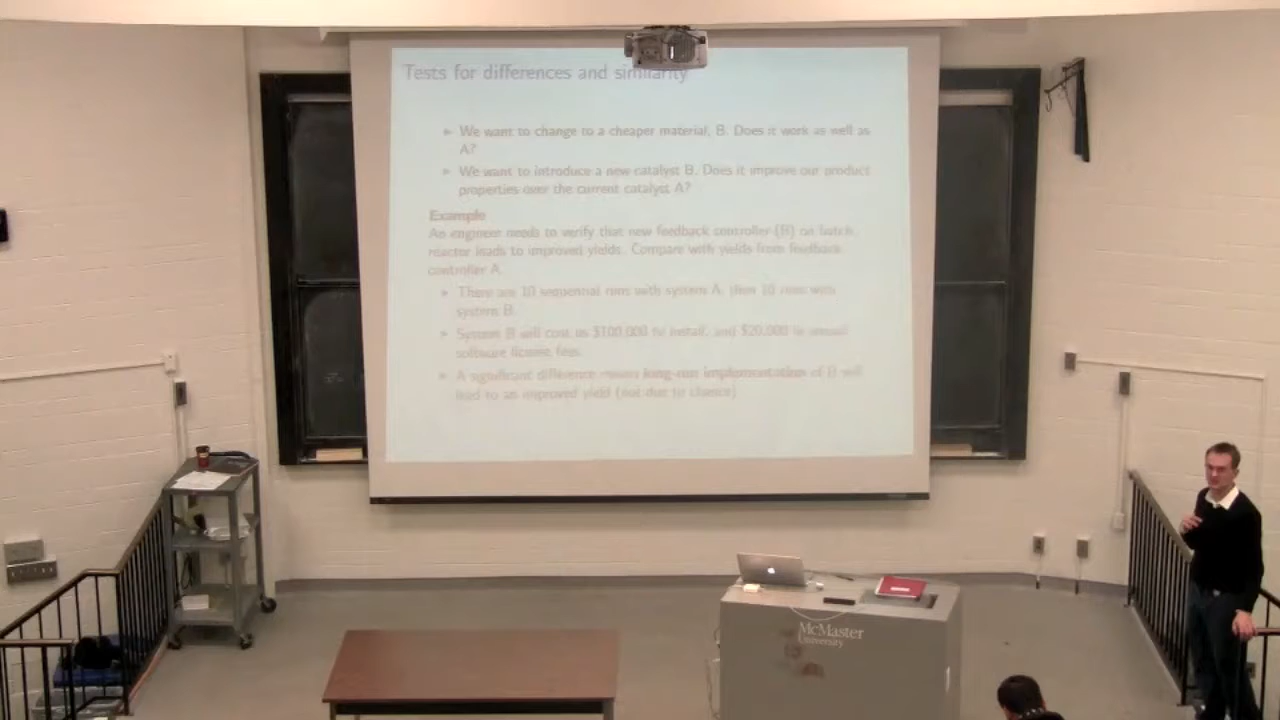 Tests for differences and similarity
We want to change to a cheaper material, B. Does it work as well as
A?
We want to introduce a new catalyst B. Does it improve our product
properties over the current catalyst A?
Example
An engineer needs to verify that new feedback controller (B) on batch
reactor leads to improved yields. Compare with yields from feedback
controller A.
There are 10 sequential runs with system A, then 10 runs with
system B.
System B will cost us $100,000 to install, and $20,000 in annual
software license fees.
A significant difference means long-run implementation of B will
lead to an improved yield (not due to chance)
McMaster
University